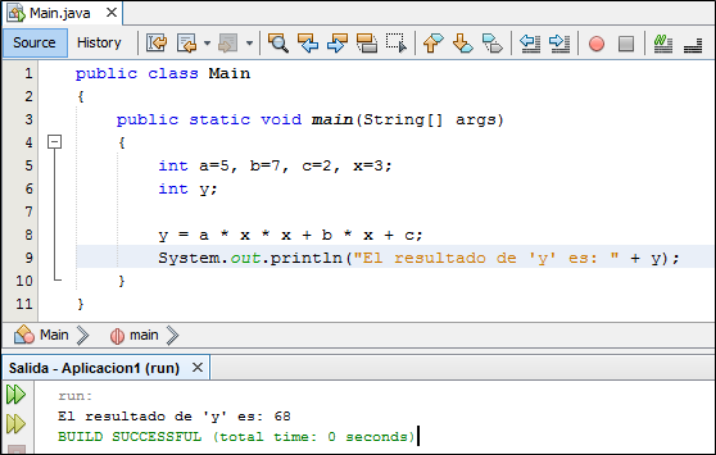 Main.java
Source History
1 public class Main
2 {
3 public static void main(String[] args)
4 {
5 int a=5, b=7, c=2, x=3;
6 int y;
7
8 y = a * x * x + b * x + c;
9 System.out.println("El resultado de 'y' es: " + y);
10 }
11 }
Main main
Salida - Aplicacion1 (run)
run:
El resultado de 'y' es: 68
BUILD SUCCESSFUL (total time: 0 seconds)